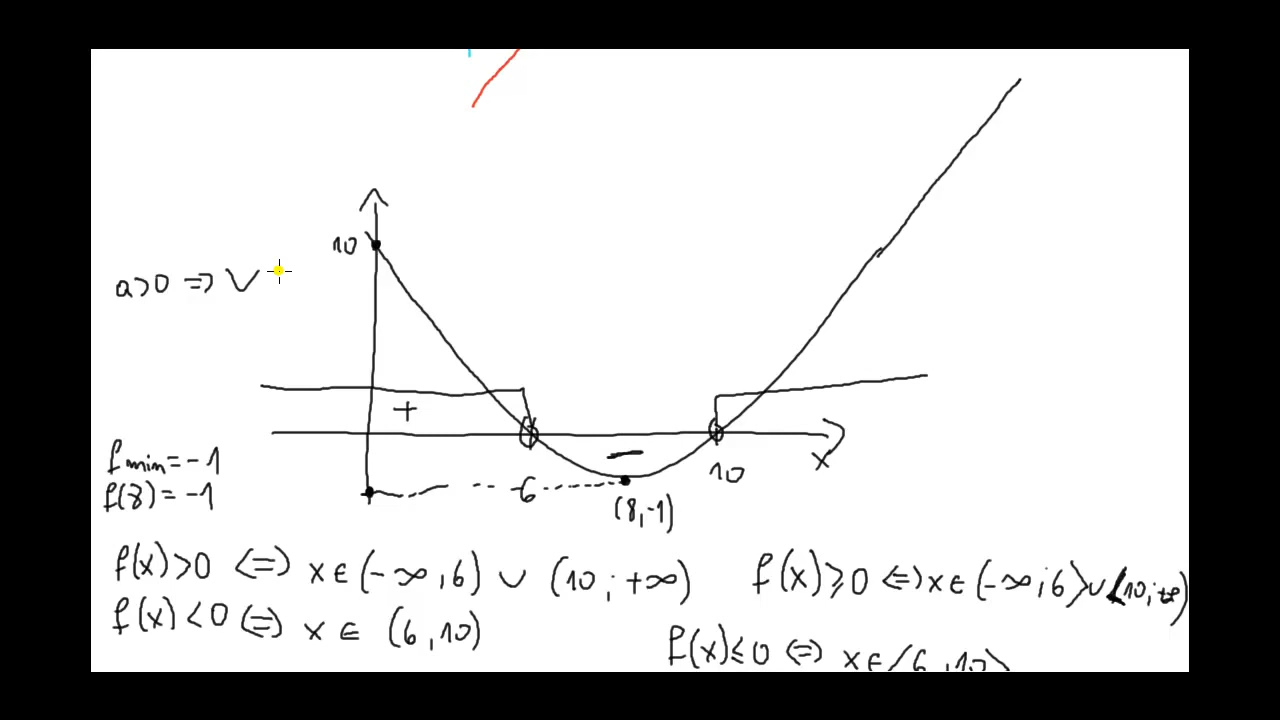 10
a>0 => V
+
−
x
10
6
(8,-1)
f min = -1
f(8) = -1
f(x)>0 <=> x∈(-∞,6) ∪ (10;+∞)
f(x)⩾0 <=> x∈(-∞;6>∪<10;+∞)
f(x)<0 <=> x ∈ (6,10)
f(x)≤0 <=> x∈<6,10>